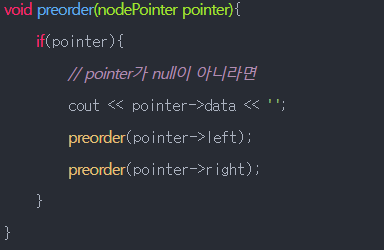 void preorder(nodePointer pointer){
if(pointer){
// pointer가 null이 아니라면
cout << pointer->data << '';
preorder(pointer->left);
preorder(pointer->right);
}
}